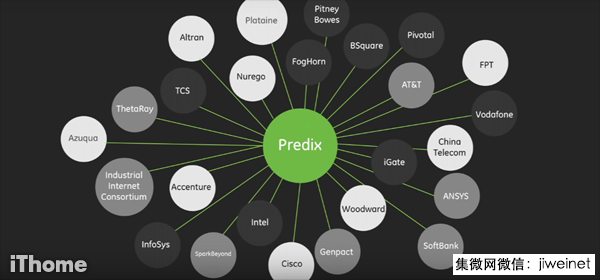 Pitney
Bowes
Plataine
Altran
Pivotal
BSquare
FogHorn
FPT
Nurego
AT&T
TCS
ThetaRay
Vodafone
Azuqua
Predix
China
Telecom
iGate
Industrial
Internet
Consortium
Accenture
ANSYS
Woodward
Intel
InfoSys
SparkBeyond
Cisco
Genpact
SoftBank
iThome
集微网微信：jiweinet